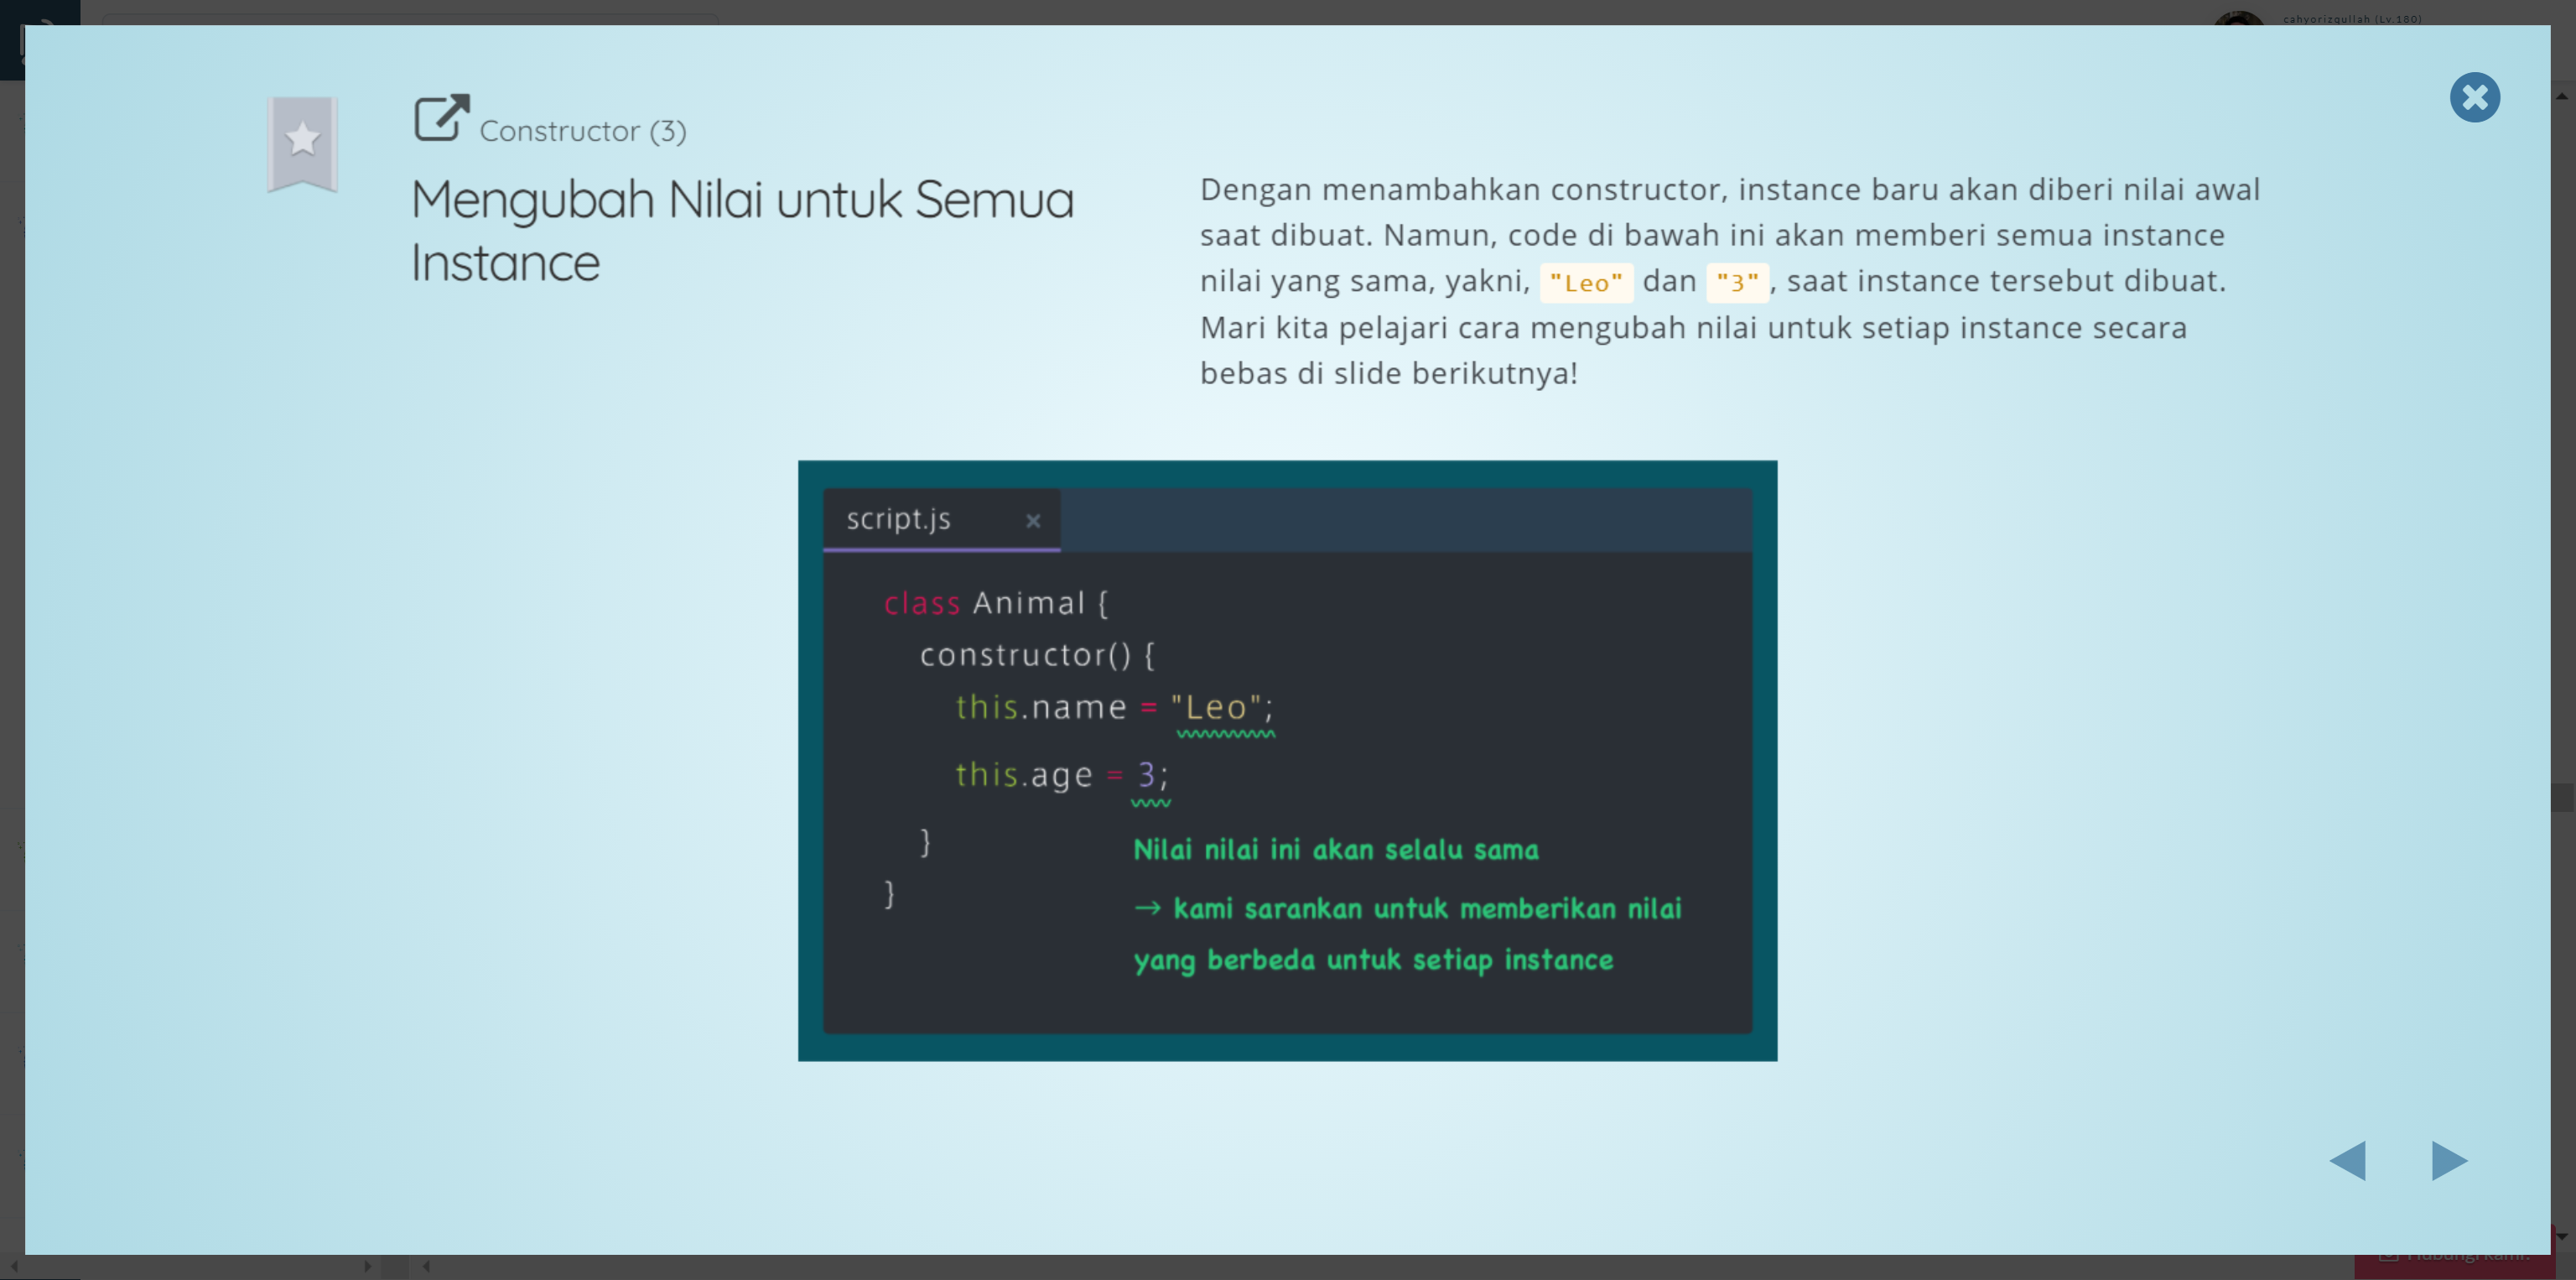 cahyorizqullah (Lv.180)
Constructor (3)
Mengubah Nilai untuk Semua
Instance
Dengan menambahkan constructor, instance baru akan diberi nilai awal
saat dibuat. Namun, code di bawah ini akan memberi semua instance
nilai yang sama, yakni, "Leo" dan "3", saat instance tersebut dibuat.
Mari kita pelajari cara mengubah nilai untuk setiap instance secara
bebas di slide berikutnya!
script.js ×
class Animal {
constructor() {
this.name = "Leo";
this.age = 3;
}
}
Nilai nilai ini akan selalu sama
→ kami sarankan untuk memberikan nilai
yang berbeda untuk setiap instance